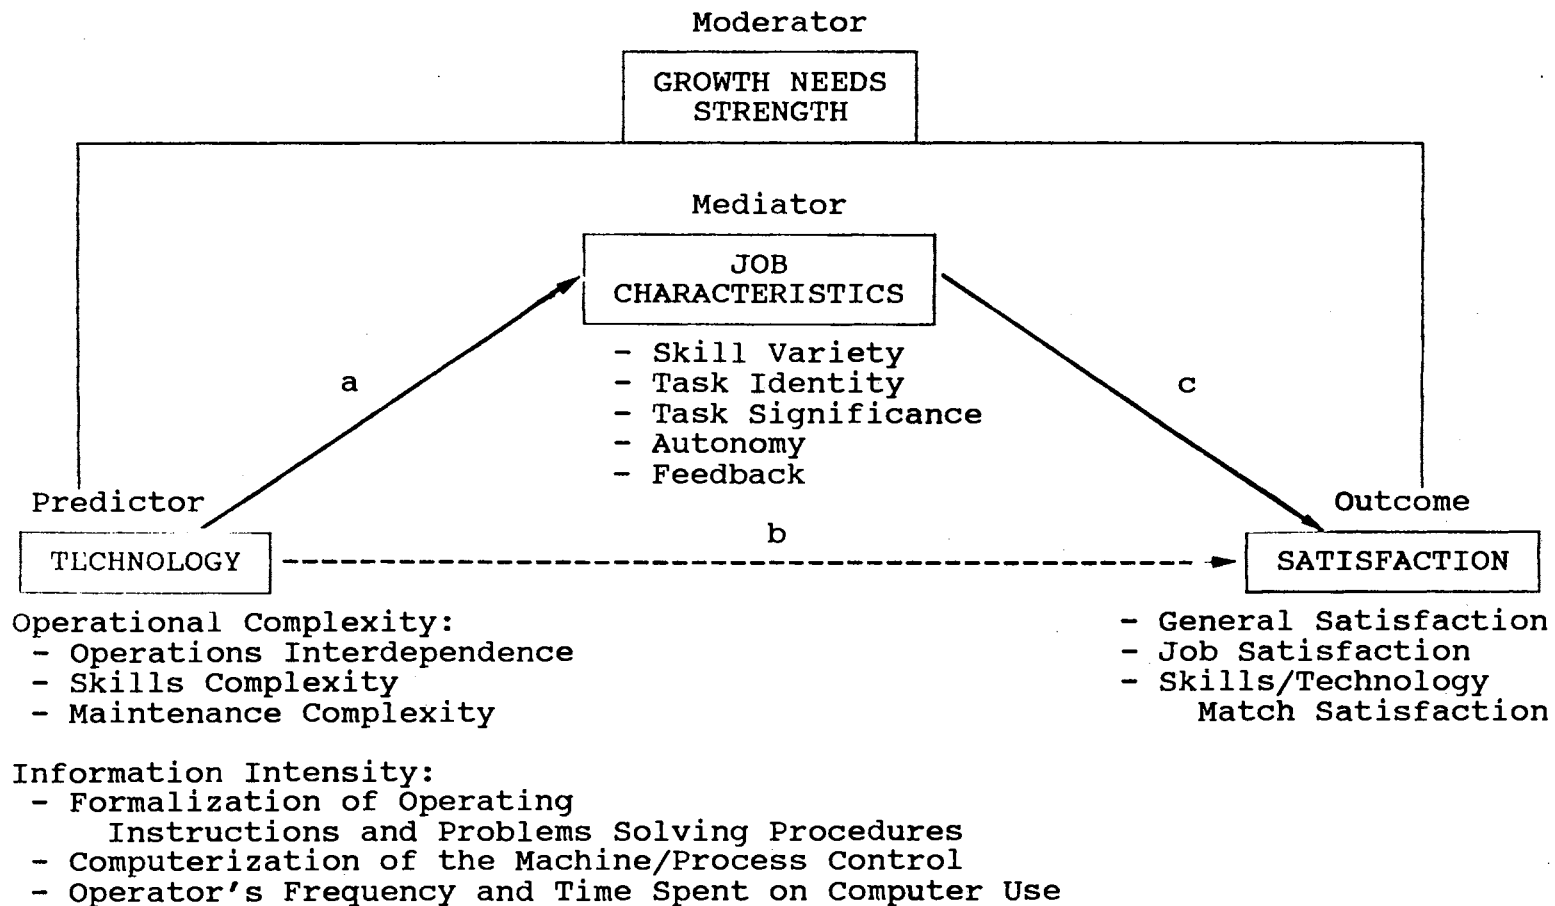 Moderator
GROWTH NEEDS
STRENGTH
Mediator
JOB
CHARACTERISTICS
- Skill Variety
- Task Identity
- Task Significance
- Autonomy
- Feedback
a
c
Predictor
TECHNOLOGY
b
Outcome
SATISFACTION
Operational Complexity:
- Operations Interdependence
- Skills Complexity
- Maintenance Complexity
Information Intensity:
- Formalization of Operating
Instructions and Problems Solving Procedures
- Computerization of the Machine/Process Control
- Operator's Frequency and Time Spent on Computer Use
- General Satisfaction
- Job Satisfaction
- Skills/Technology
Match Satisfaction